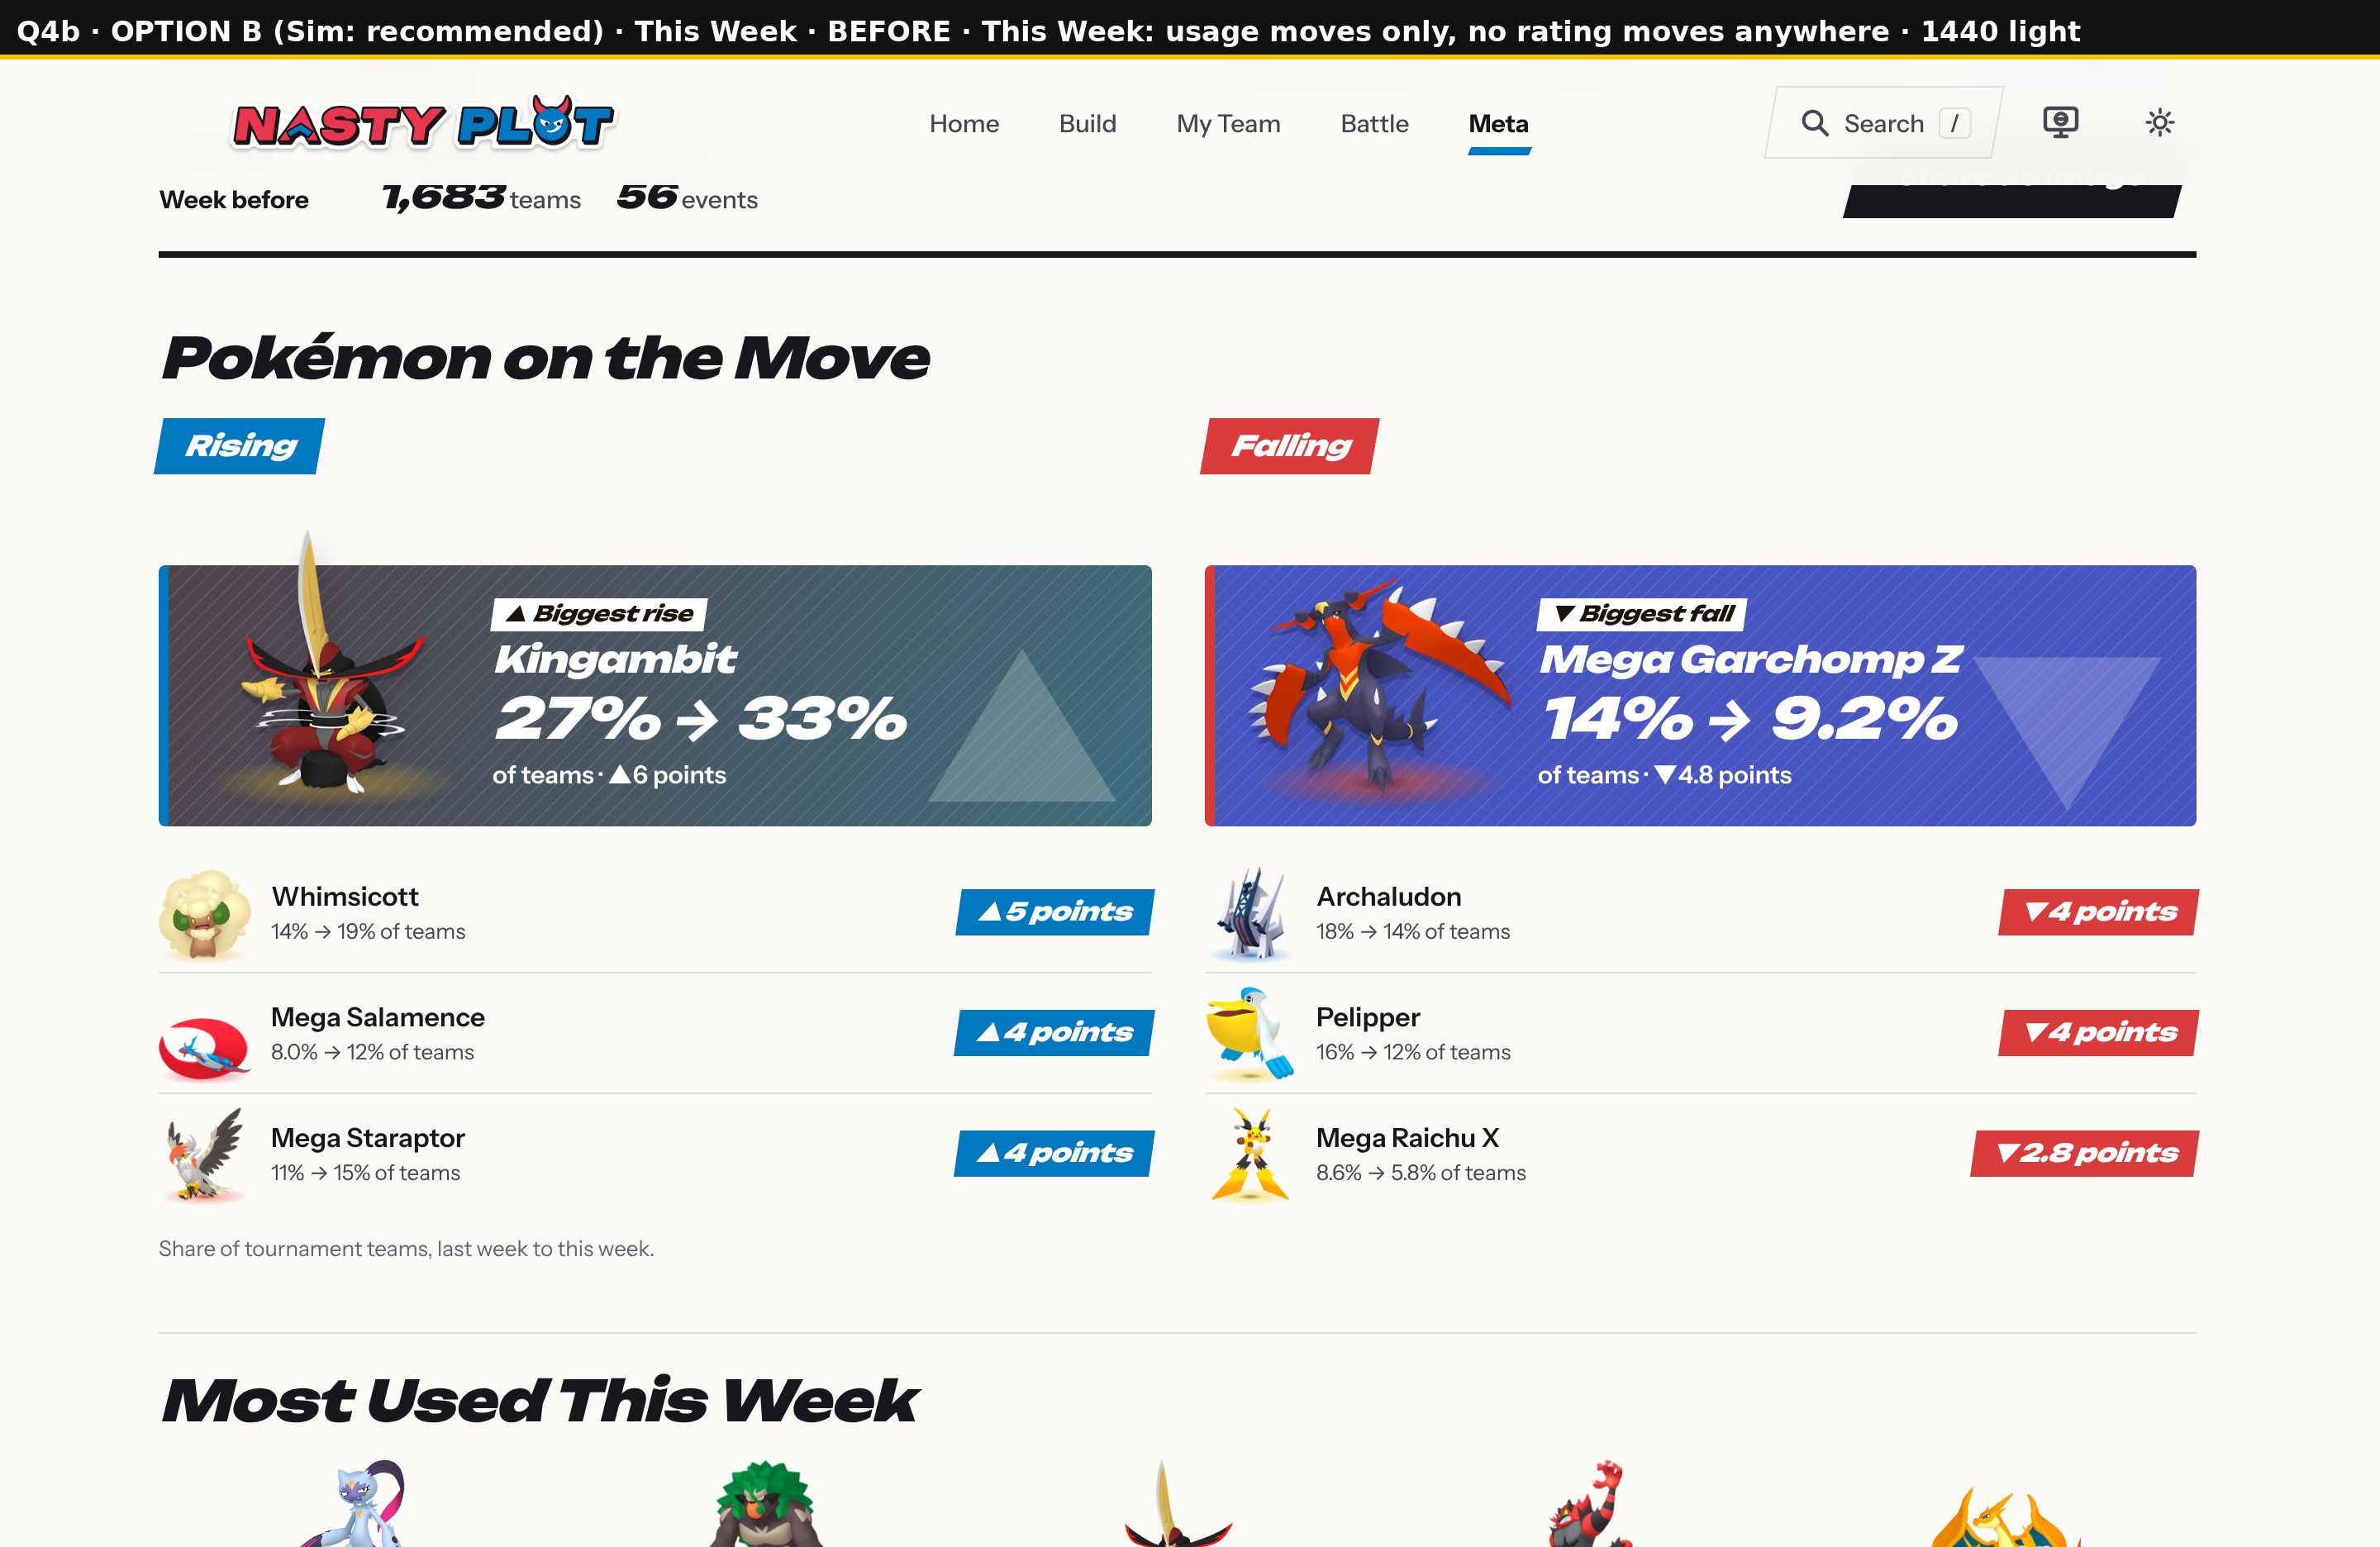 Q4b · OPTION B (Sim: recommended) · This Week · BEFORE · This Week: usage moves only, no rating moves anywhere · 1440 light
NASTY PLOT
Home
Build
My Team
Battle
Meta
Search /
Week before 1,683 teams 56 events
Share as image
Pokémon on the Move
Rising
▲ Biggest rise
Kingambit
27% → 33%
of teams · ▲6 points
Whimsicott
14% → 19% of teams
▲5 points
Mega Salamence
8.0% → 12% of teams
▲4 points
Mega Staraptor
11% → 15% of teams
▲4 points
Falling
▼ Biggest fall
Mega Garchomp Z
14% → 9.2%
of teams · ▼4.8 points
Archaludon
18% → 14% of teams
▼4 points
Pelipper
16% → 12% of teams
▼4 points
Mega Raichu X
8.6% → 5.8% of teams
▼2.8 points
Share of tournament teams, last week to this week.
Most Used This Week